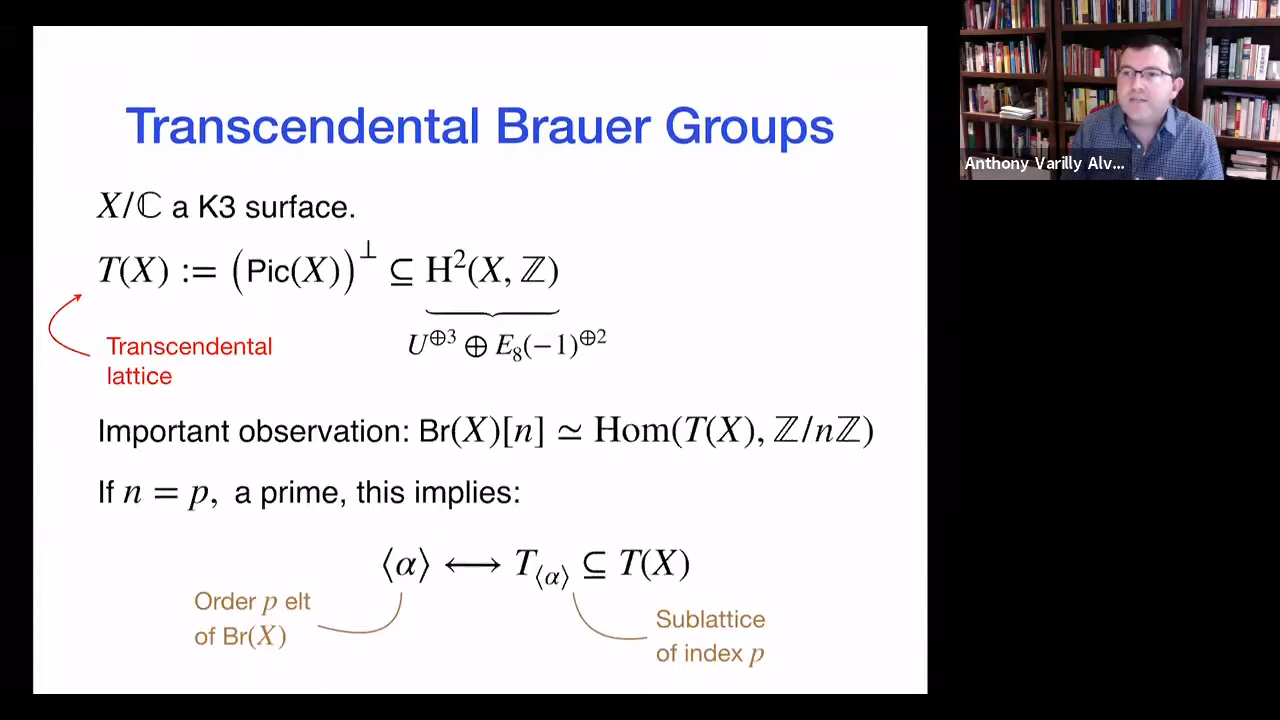 Transcendental Brauer Groups
X/ℂ a K3 surface.
T(X) := (Pic(X))^⊥ ⊆ H²(X, ℤ)
U^{⊕3} ⊕ E₈(−1)^{⊕2}
Transcendental
lattice
Important observation: Br(X)[n] ≃ Hom(T(X), ℤ/nℤ)
If n = p, a prime, this implies:
⟨α⟩ ⟷ T_{⟨α⟩} ⊆ T(X)
Order p elt
of Br(X)
Sublattice
of index p
Anthony Varilly Alv...